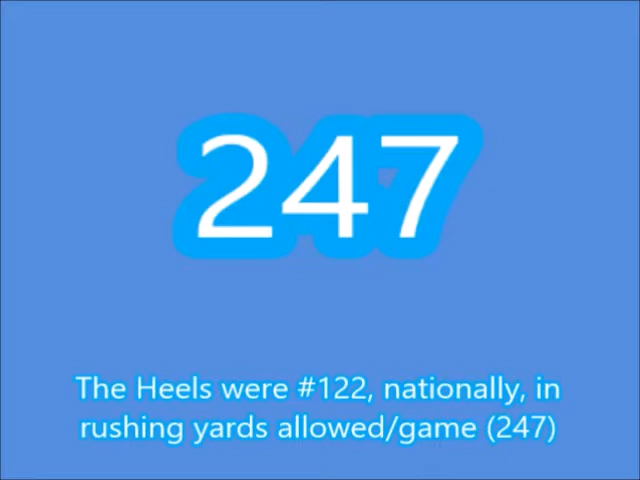 247
The Heels were #122, nationally, in
rushing yards allowed/game (247)